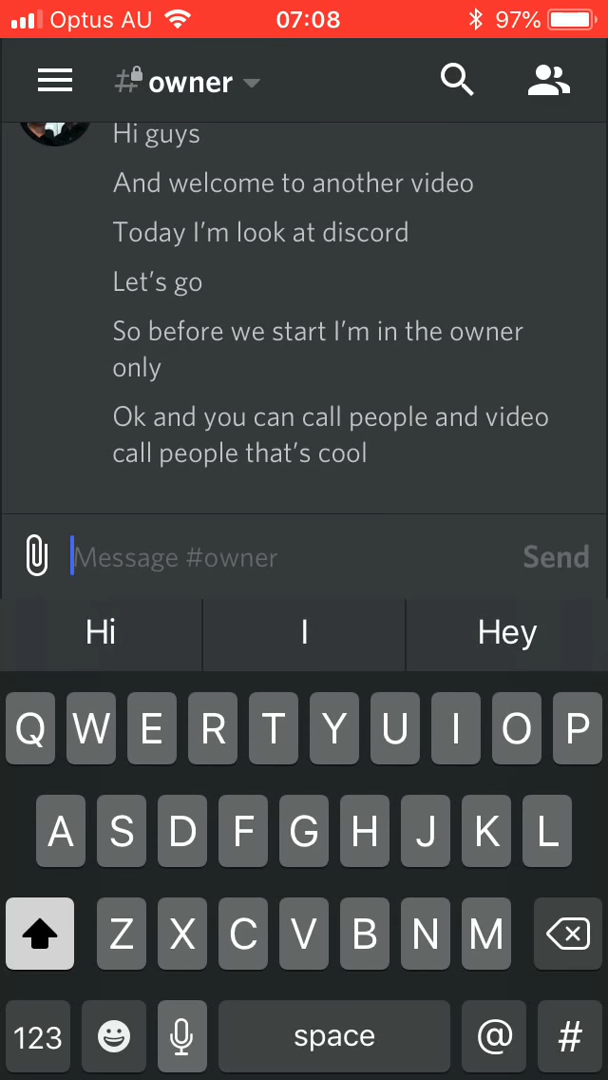 Optus AU 07:08 97%
# owner
Hi guys
And welcome to another video
Today I’m look at discord
Let’s go
So before we start I’m in the owner
only
Ok and you can call people and video
call people that’s cool
Message #owner Send
Hi I Hey
Q W E R T Y U I O P
A S D F G H J K L
Z X C V B N M
123 space @ #